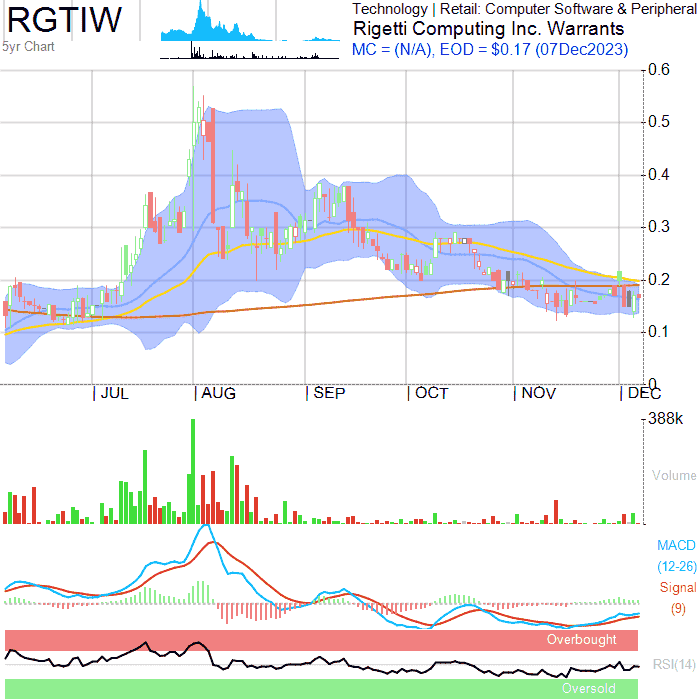 RGTIW
5yr Chart
Technology | Retail: Computer Software & Peripheral
Rigetti Computing Inc. Warrants
MC = (N/A), EOD = $0.17 (07Dec2023)
0.6
0.5
0.4
0.3
0.2
0.1
0
JUL AUG SEP OCT NOV DEC
388k
Volume
MACD
(12-26)
Signal
(9)
Overbought
RSI(14)
Oversold